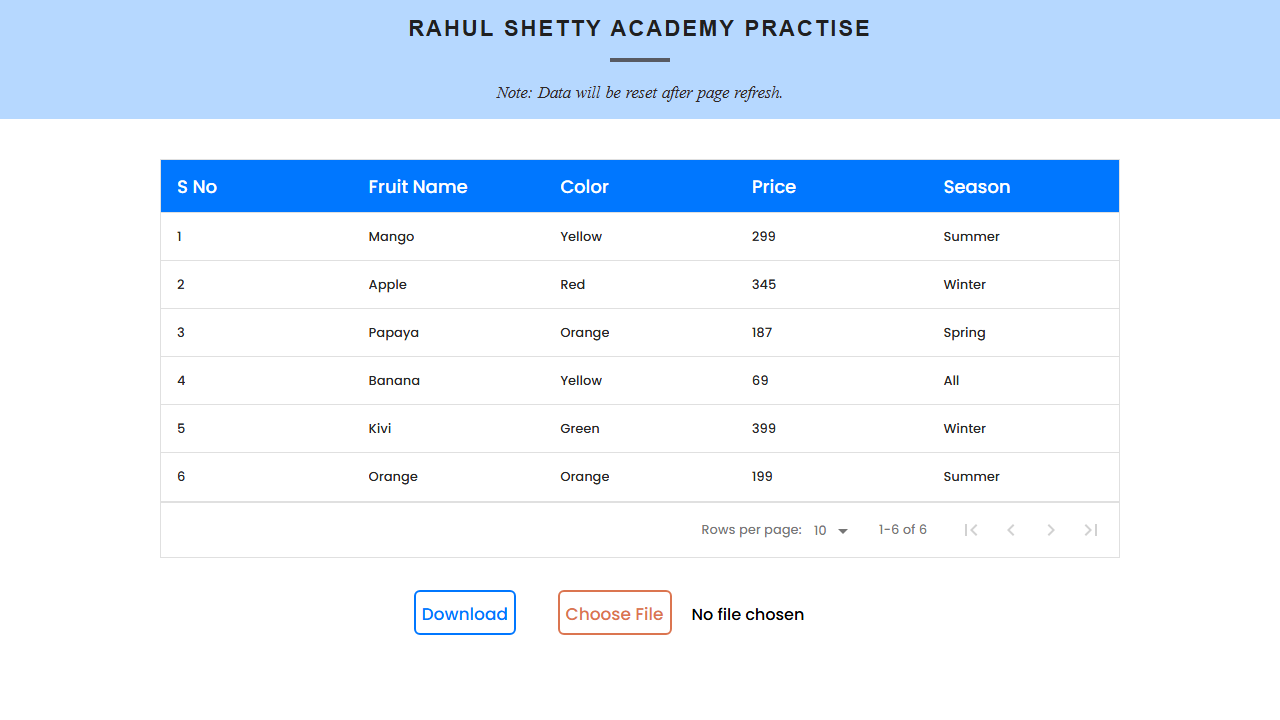 RAHUL SHETTY ACADEMY PRACTISE
Note: Data will be reset after page refresh.
S No Fruit Name Color Price Season
1 Mango Yellow 299 Summer
2 Apple Red 345 Winter
3 Papaya Orange 187 Spring
4 Banana Yellow 69 All
5 Kivi Green 399 Winter
6 Orange Orange 199 Summer
Rows per page: 10 1-6 of 6
Download Choose File No file chosen